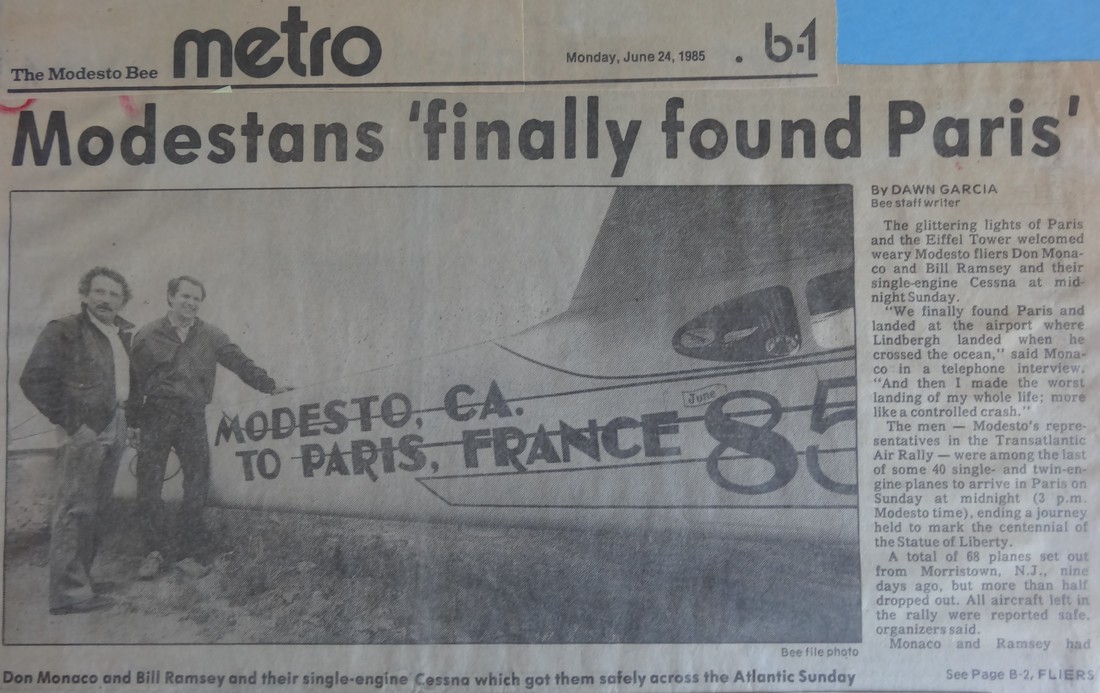 The Modesto Bee metro Monday, June 24, 1985 . b-1
Modestans 'finally found Paris'
MODESTO, CA.
TO PARIS, FRANCE
June
85
Bee file photo
Don Monaco and Bill Ramsey and their single-engine Cessna which got them safely across the Atlantic Sunday
By DAWN GARCIA
Bee staff writer
The glittering lights of Paris
and the Eiffel Tower welcomed
weary Modesto fliers Don Mona-
co and Bill Ramsey and their
single-engine Cessna at mid-
night Sunday.
"We finally found Paris and
landed at the airport where
Lindbergh landed when he
crossed the ocean," said Mona-
co in a telephone interview.
"And then I made the worst
landing of my whole life; more
like a controlled crash."
The men — Modesto's repre-
sentatives in the Transatlantic
Air Rally — were among the last
of some 40 single- and twin-en-
gine planes to arrive in Paris on
Sunday at midnight (3 p.m.
Modesto time), ending a journey
held to mark the centennial of
the Statue of Liberty.
A total of 68 planes set out
from Morristown, N.J., nine
days ago, but more than half
dropped out. All aircraft left in
the rally were reported safe,
organizers said.
Monaco and Ramsey had
See Page B-2, FLIERS